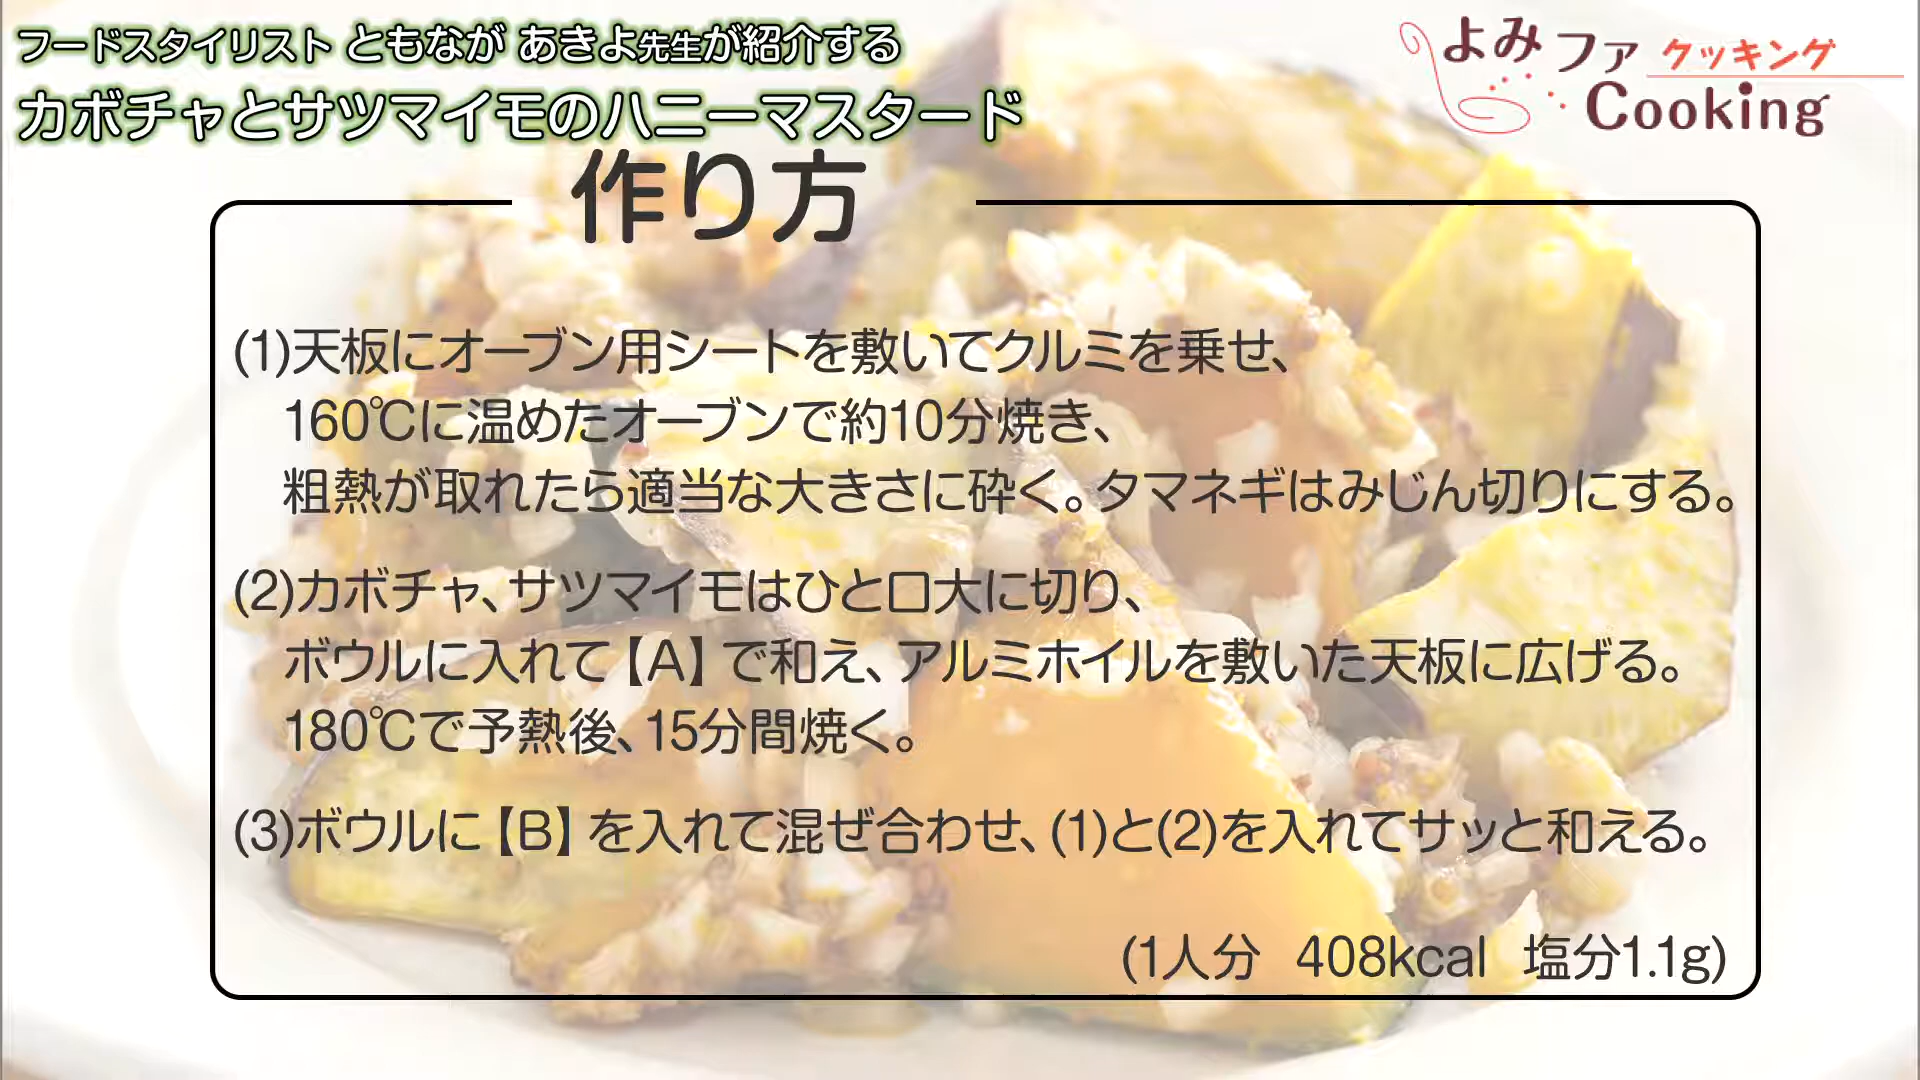 フードスタイリスト ともなが あきよ先生が紹介する
カボチャとサツマイモのハニーマスタード
よみファ クッキング
Cooking
作り方
(1)天板にオーブン用シートを敷いてクルミを乗せ、
160℃に温めたオーブンで約10分焼き、
粗熱が取れたら適当な大きさに砕く。タマネギはみじん切りにする。
(2)カボチャ、サツマイモはひと口大に切り、
ボウルに入れて【A】で和え、アルミホイルを敷いた天板に広げる。
180℃で予熱後、15分間焼く。
(3)ボウルに【B】を入れて混ぜ合わせ、(1)と(2)を入れてサッと和える。
(1人分 408kcal 塩分1.1g)